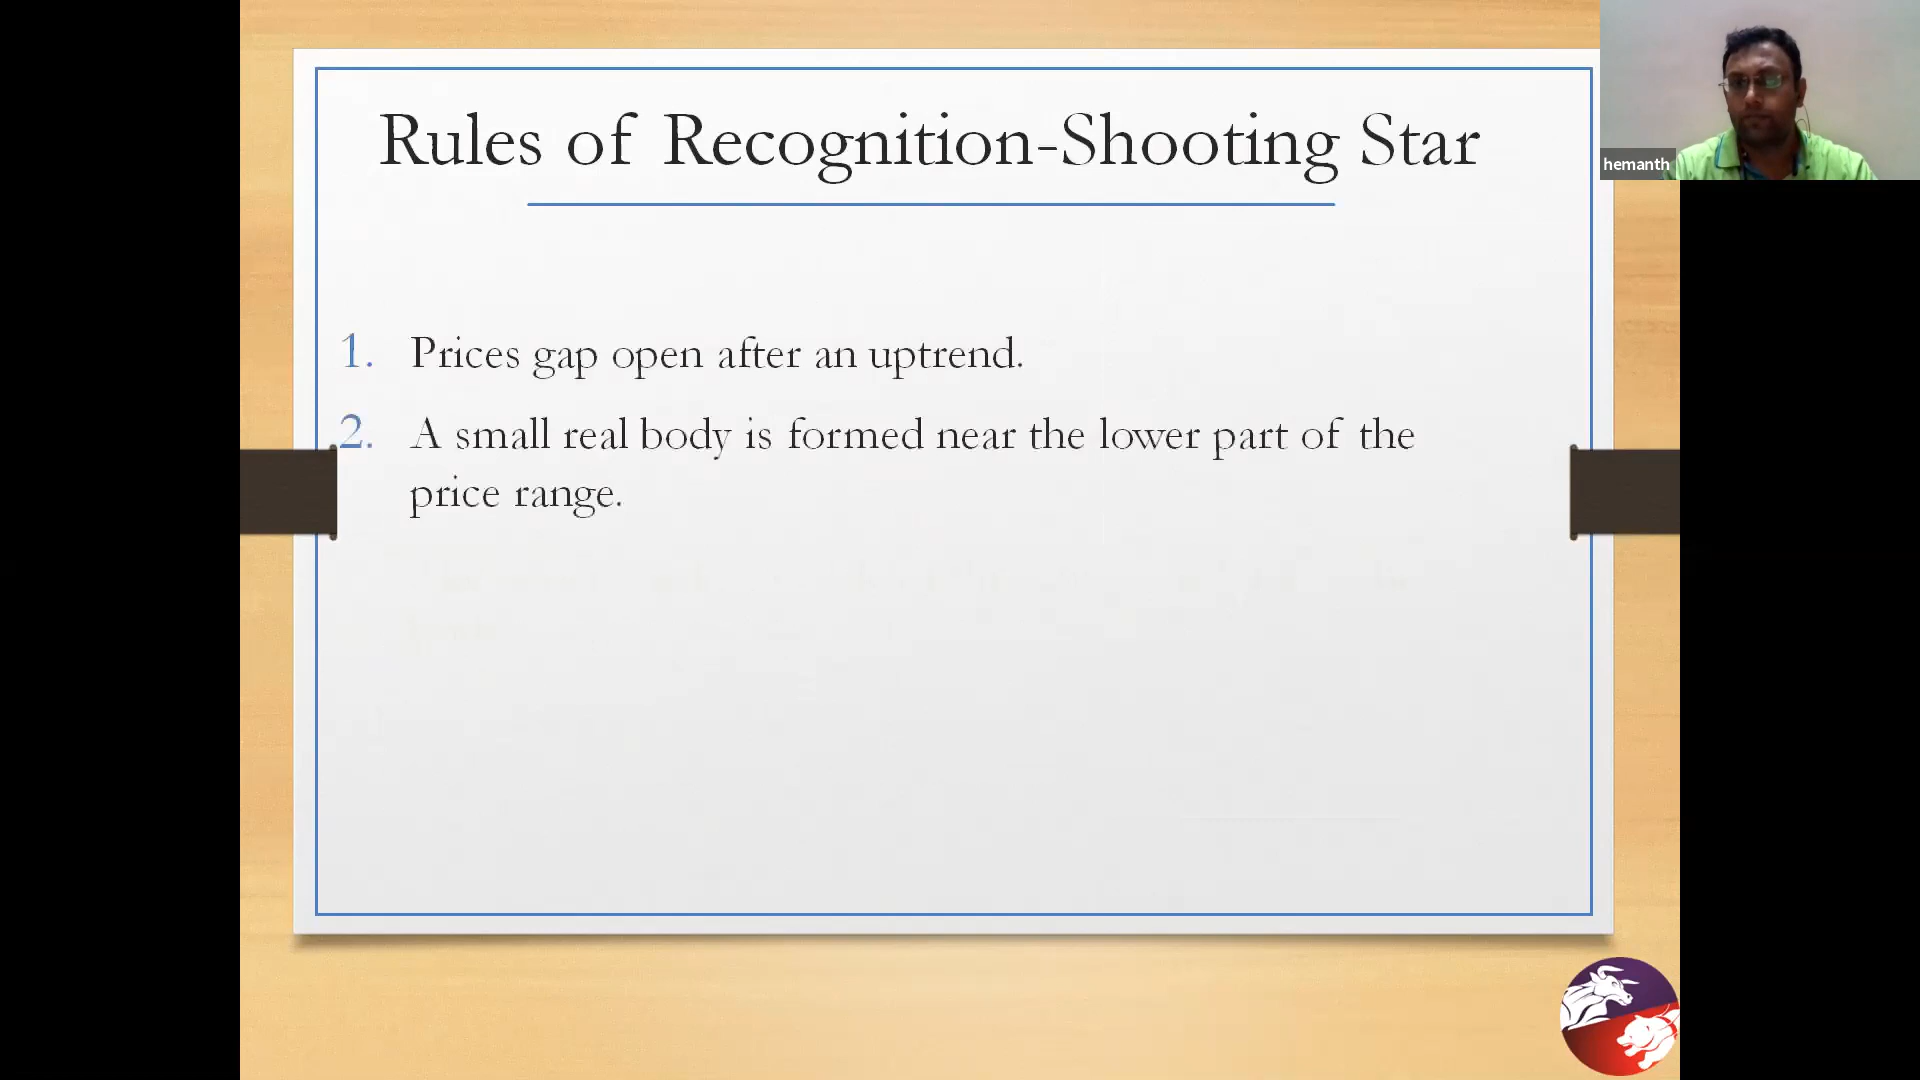 Rules of Recognition-Shooting Star
hemanth
1. Prices gap open after an uptrend.
2. A small real body is formed near the lower part of the
price range.